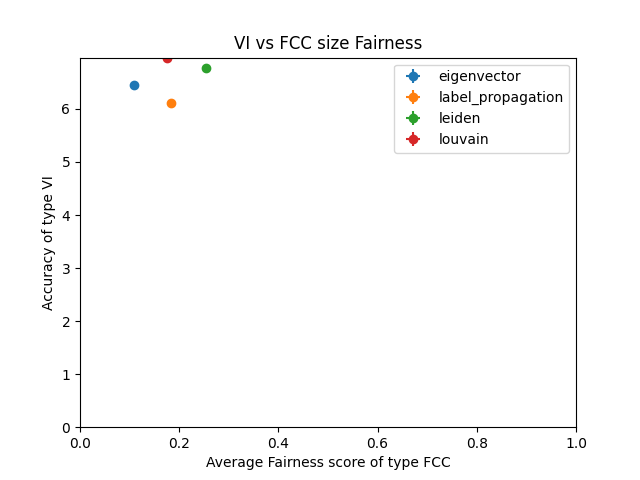 VI vs FCC size Fairness
eigenvector
label_propagation
leiden
louvain
Accuracy of type VI
6
5
4
3
2
1
0
0.0 0.2 0.4 0.6 0.8 1.0
Average Fairness score of type FCC